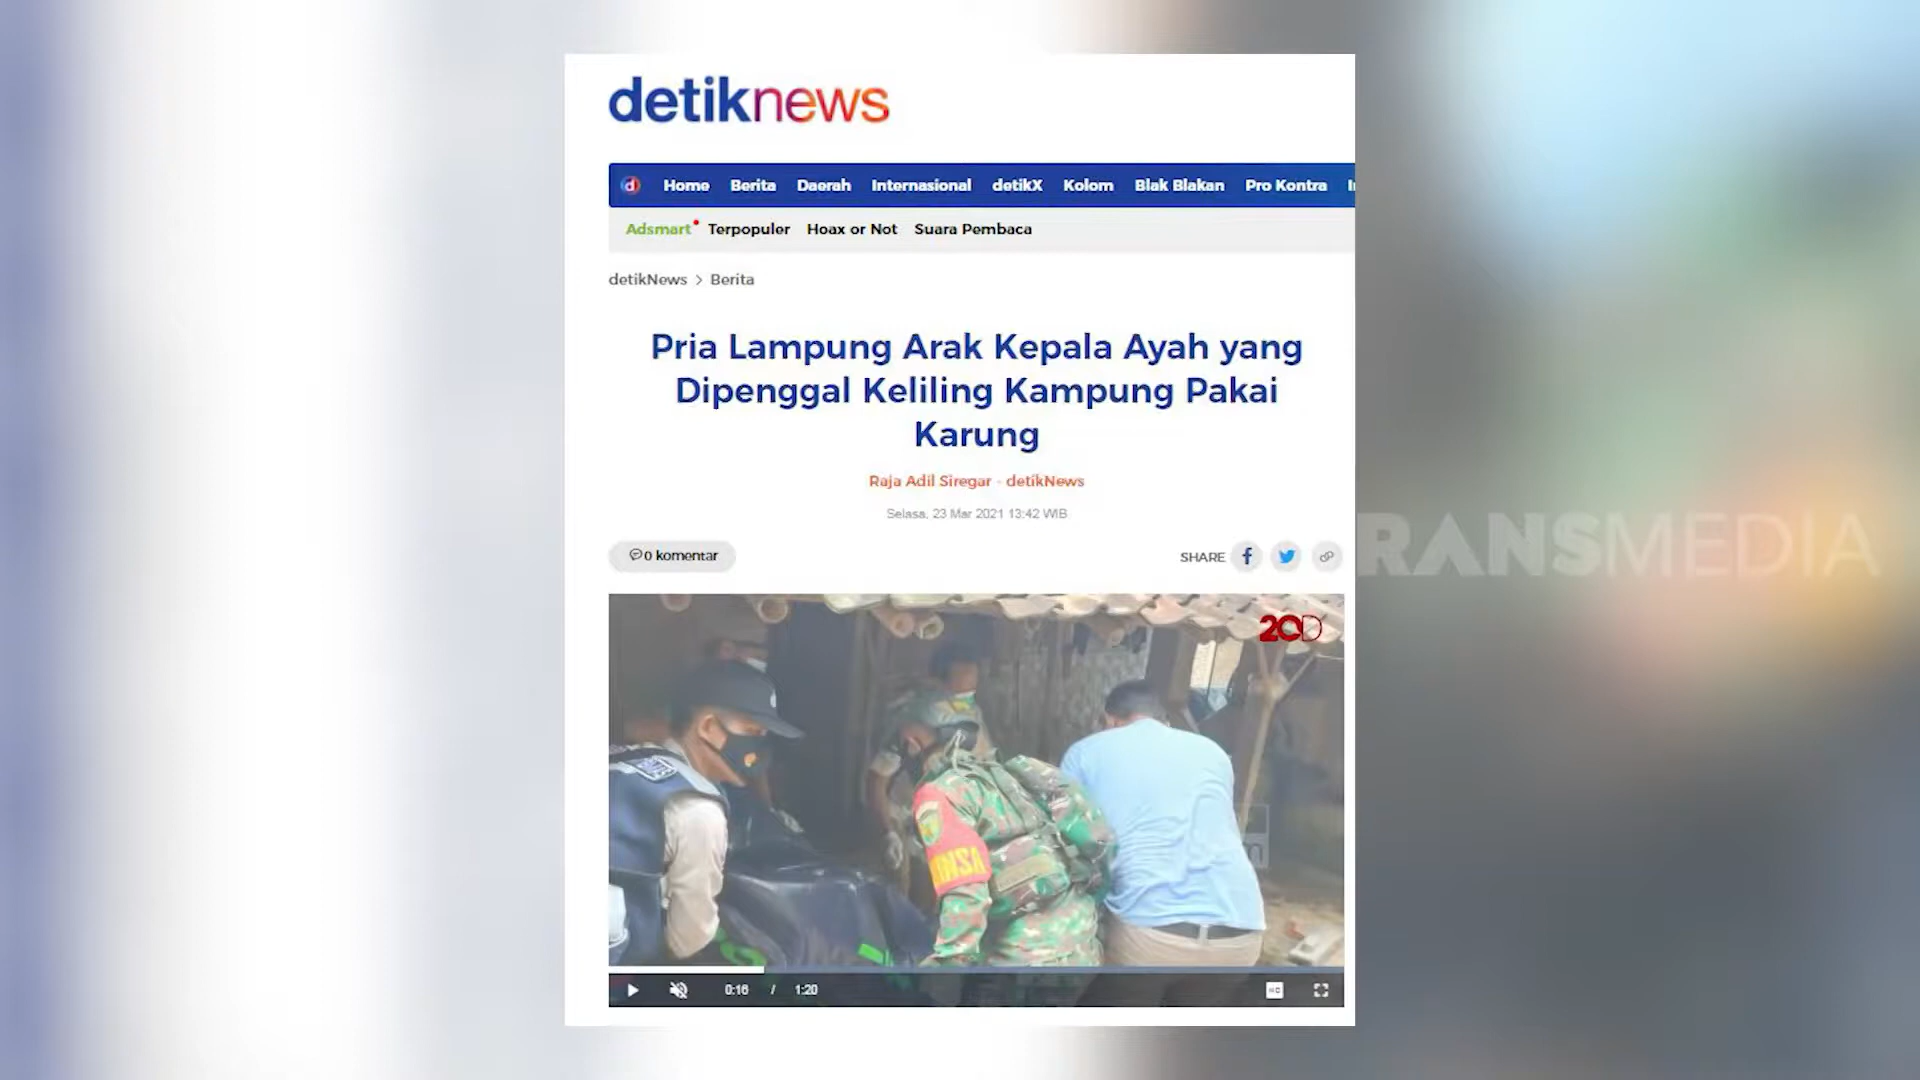 detiknews
Home Berita Daerah Internasional detikX Kolom Blak Blakan Pro Kontra
Adsmart Terpopuler Hoax or Not Suara Pembaca
detikNews > Berita
Pria Lampung Arak Kepala Ayah yang
Dipenggal Keliling Kampung Pakai
Karung
Raja Adil Siregar - detikNews
Selasa, 23 Mar 2021 13:42 WIB
0 komentar
SHARE
RANSMEDIA
20D
INSA
0:16 / 1:20